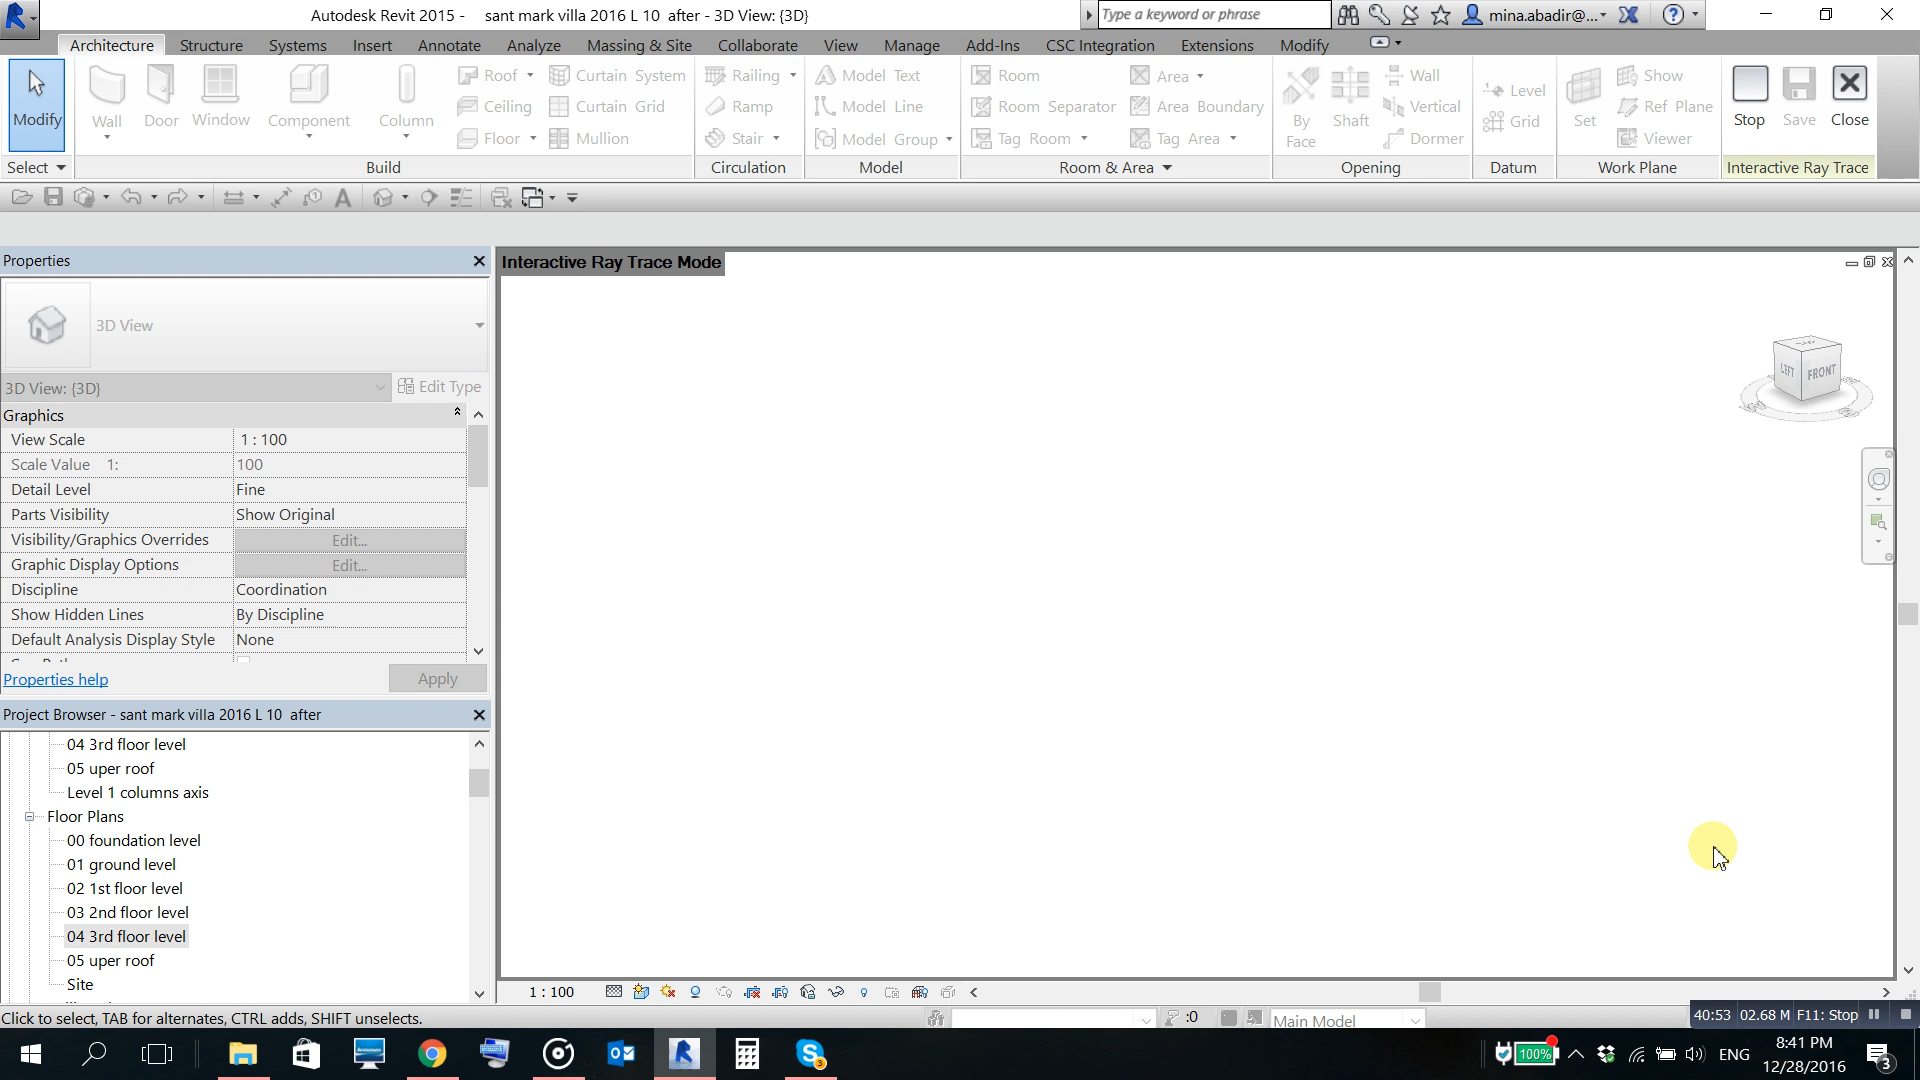 Autodesk Revit 2015 - sant mark villa 2016 L 10 after - 3D View: {3D}
Type a keyword or phrase
mina.abadir@...
Architecture Structure Systems Insert Annotate Analyze Massing & Site Collaborate View Manage Add-Ins CSC Integration Extensions Modify
Modify
Wall
Door
Window
Component
Column
Roof
Ceiling
Floor
Curtain System
Curtain Grid
Mullion
Railing
Ramp
Stair
Model Text
Model Line
Model Group
Room
Room Separator
Tag Room
Area
Area Boundary
Tag Area
By Face
Shaft
Wall
Vertical
Dormer
Level
Grid
Set
Show
Ref Plane
Viewer
Stop
Save
Close
Select Build Circulation Model Room & Area Opening Datum Work Plane Interactive Ray Trace
Properties
3D View
3D View: {3D}
Edit Type
Graphics
View Scale 1 : 100
Scale Value 1: 100
Detail Level Fine
Parts Visibility Show Original
Visibility/Graphics Overrides Edit...
Graphic Display Options Edit...
Discipline Coordination
Show Hidden Lines By Discipline
Default Analysis Display Style None
Properties help
Apply
Project Browser - sant mark villa 2016 L 10 after
04 3rd floor level
05 uper roof
Level 1 columns axis
Floor Plans
00 foundation level
01 ground level
02 1st floor level
03 2nd floor level
04 3rd floor level
05 uper roof
Site
Interactive Ray Trace Mode
LEFT
FRONT
1 : 100
Click to select, TAB for alternates, CTRL adds, SHIFT unselects.
:0
Main Model
40:53 02.68 M F11: Stop
100%
ENG
8:41 PM
12/28/2016
3
3